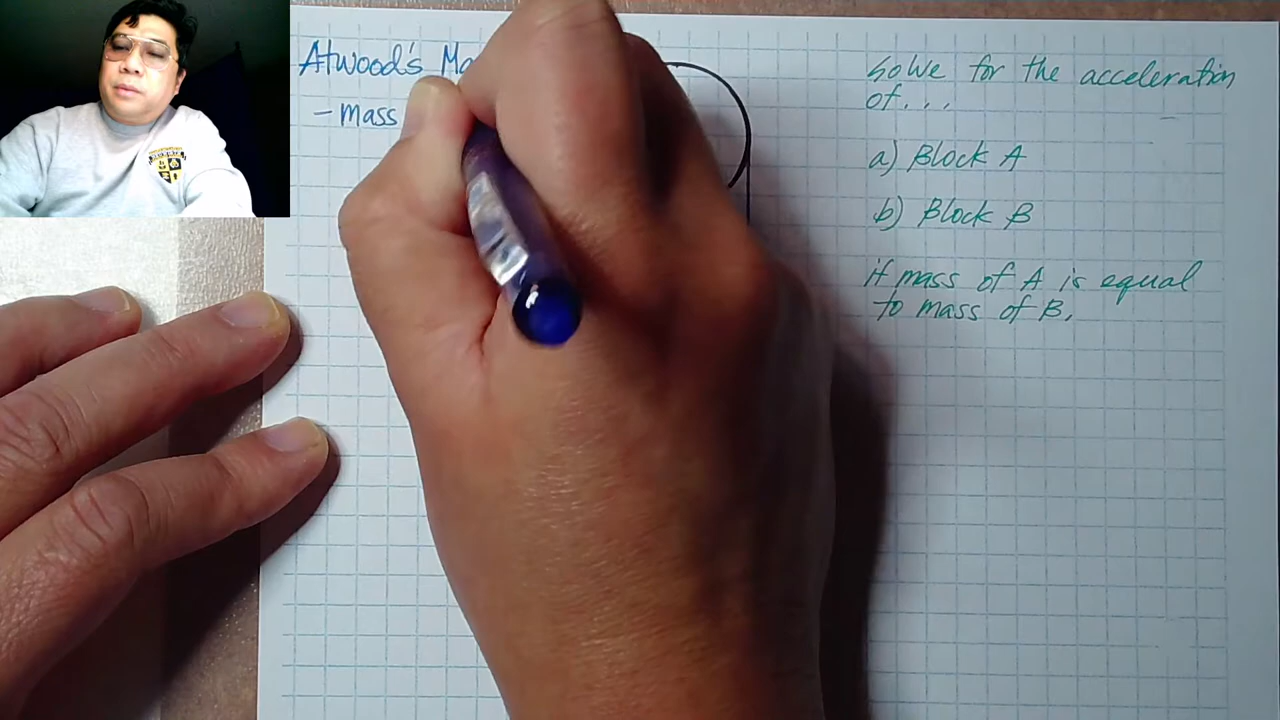 Atwood's Ma
- Mass
Solve for the acceleration
of...
a) Block A
b) Block B
if mass of A is equal
to mass of B.